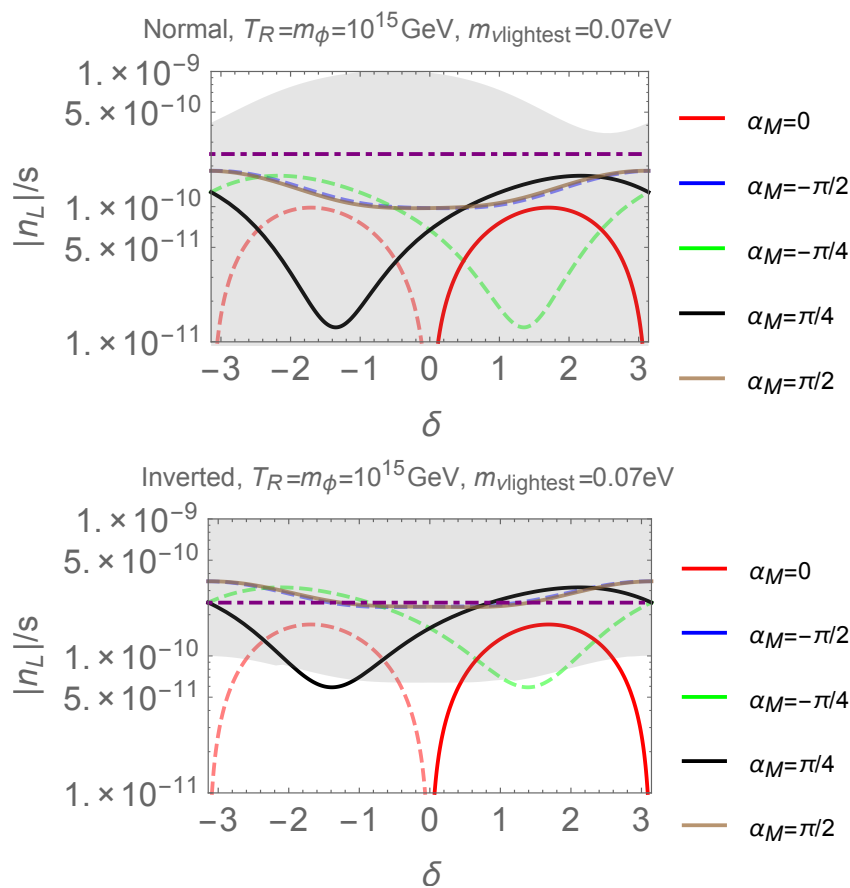 Normal, T_R=m_ϕ=10^15GeV, m_νlightest=0.07eV
1.×10^-9
5.×10^-10
1.×10^-10
5.×10^-11
1.×10^-11
|n_L|/s
-3 -2 -1 0 1 2 3
δ
α_M=0
α_M=-π/2
α_M=-π/4
α_M=π/4
α_M=π/2
Inverted, T_R=m_ϕ=10^15GeV, m_νlightest=0.07eV
1.×10^-9
5.×10^-10
1.×10^-10
5.×10^-11
1.×10^-11
|n_L|/s
-3 -2 -1 0 1 2 3
δ
α_M=0
α_M=-π/2
α_M=-π/4
α_M=π/4
α_M=π/2